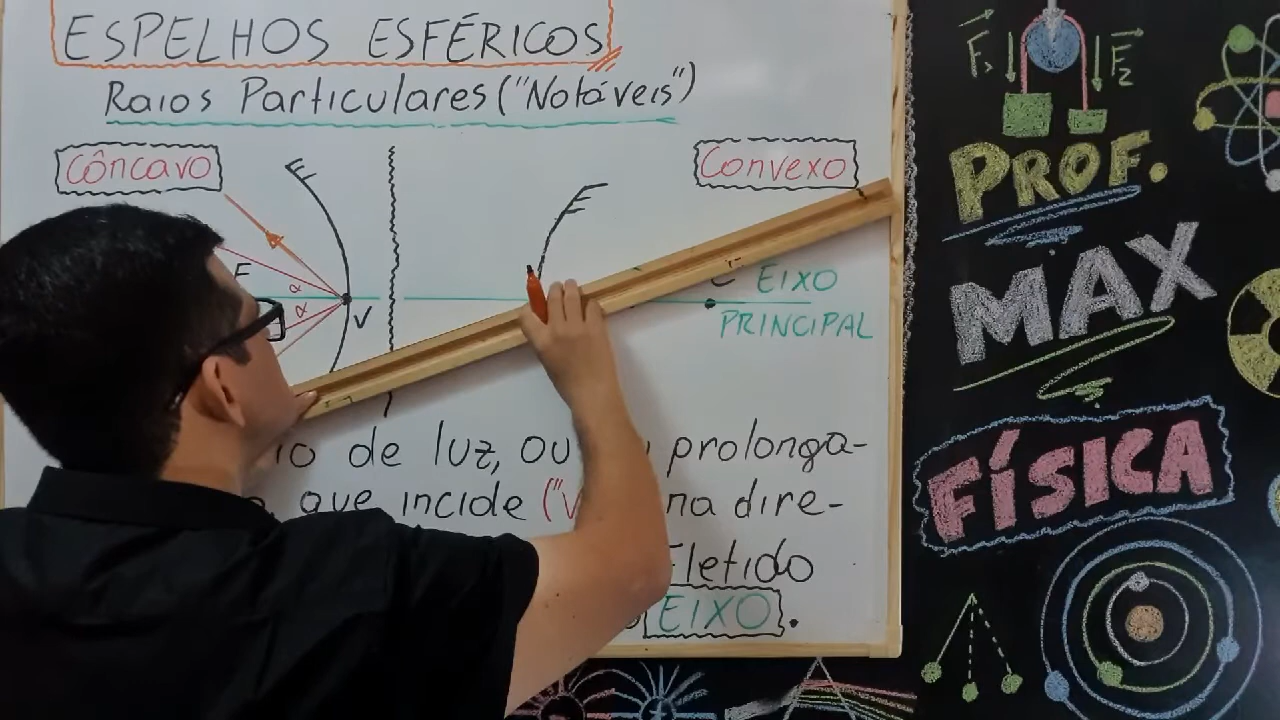 ESPELHOS ESFÉRICOS
Raios Particulares ("Notáveis")
Côncavo
Convexo
F
α
α
V
C
EIXO
PRINCIPAL
de luz, ou prolonga-
que incide ("V na dire-
fletido
EIXO.
F₁
F₂
PROF.
MAX
FÍSICA